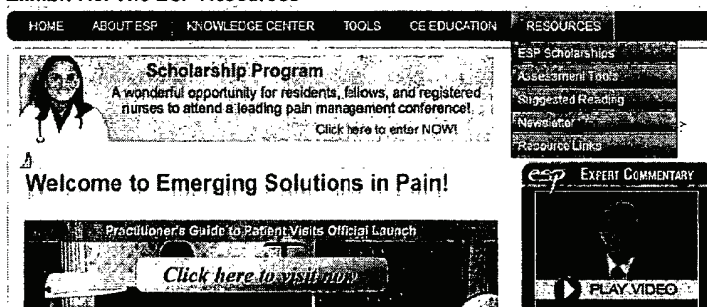 HOME ABOUT ESP KNOWLEDGE CENTER TOOLS CE EDUCATION RESOURCES
ESP Scholarships
Assessment Tools
Suggested Reading
Newsletter
Resource Links
Scholarship Program
A wonderful opportunity for residents, fellows, and registered
nurses to attend a leading pain management conference!
Click here to enter NOW!
Welcome to Emerging Solutions in Pain!
esp EXPERT COMMENTARY
PLAY VIDEO
Practitioner's Guide to Patient Visits Official Launch
Click here to visit now